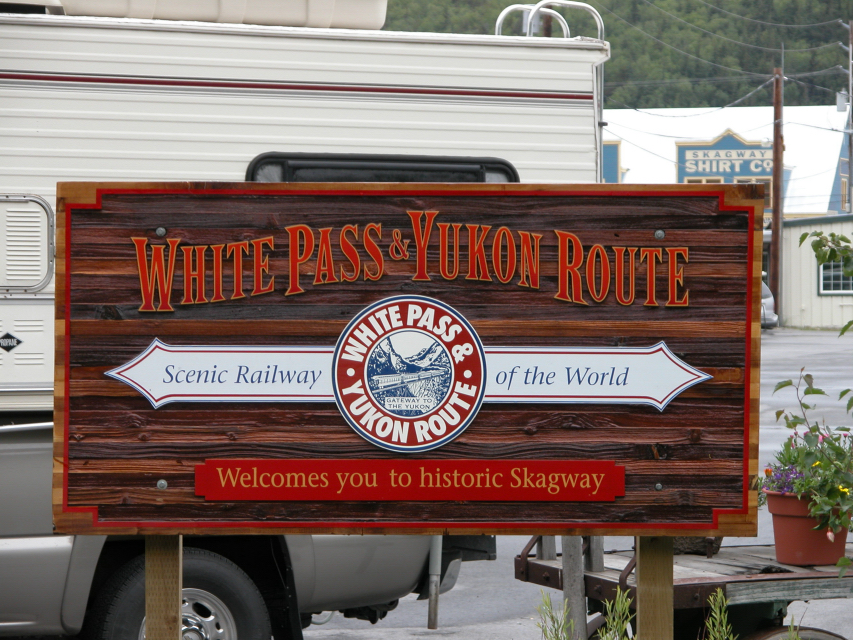 SKAGWAY
SHIRT CO.
WHITE PASS & YUKON ROUTE
Scenic Railway
WHITE PASS &
GATEWAY TO
THE YUKON
YUKON ROUTE
of the World
Welcomes you to historic Skagway
PROPANE